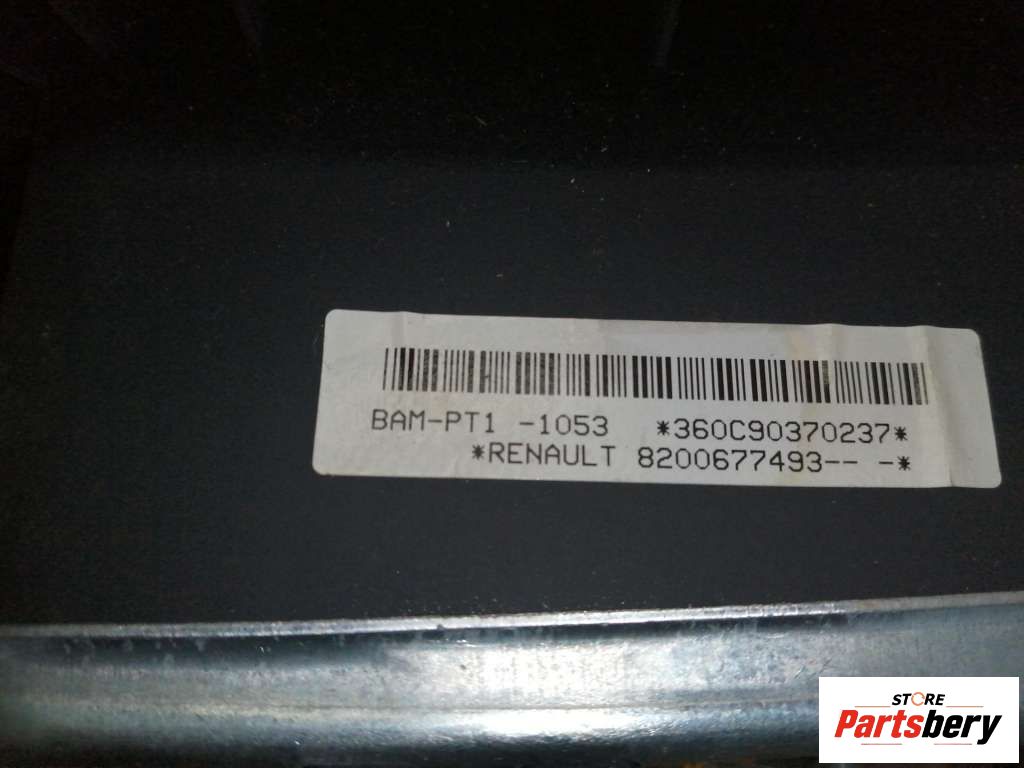 BAM-PT1 -1053 *360C90370237*
*RENAULT 8200677493-- -*
STORE
Partsbery